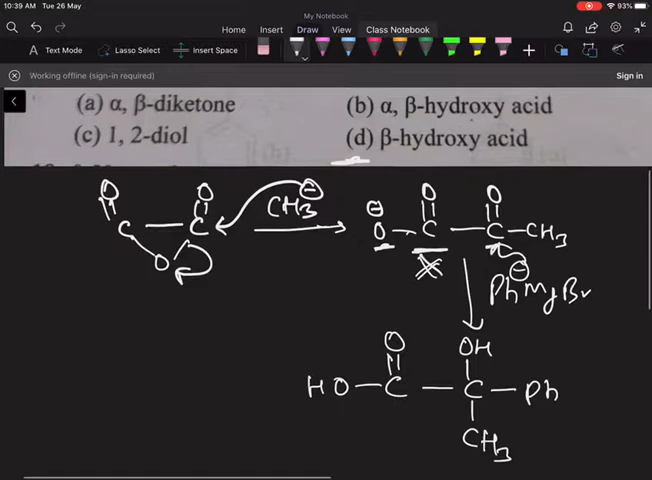 10:39 AM Tue 26 May
93%
My Notebook
Home Insert Draw View Class Notebook
Text Mode Lasso Select Insert Space
Working offline (sign-in required) Sign in
(a) α, β-diketone (b) α, β-hydroxy acid
(c) 1, 2-diol (d) β-hydroxy acid
O O O O
C C CH3 O C C CH3
O
PhMgBr
O OH
HO C C Ph
CH3